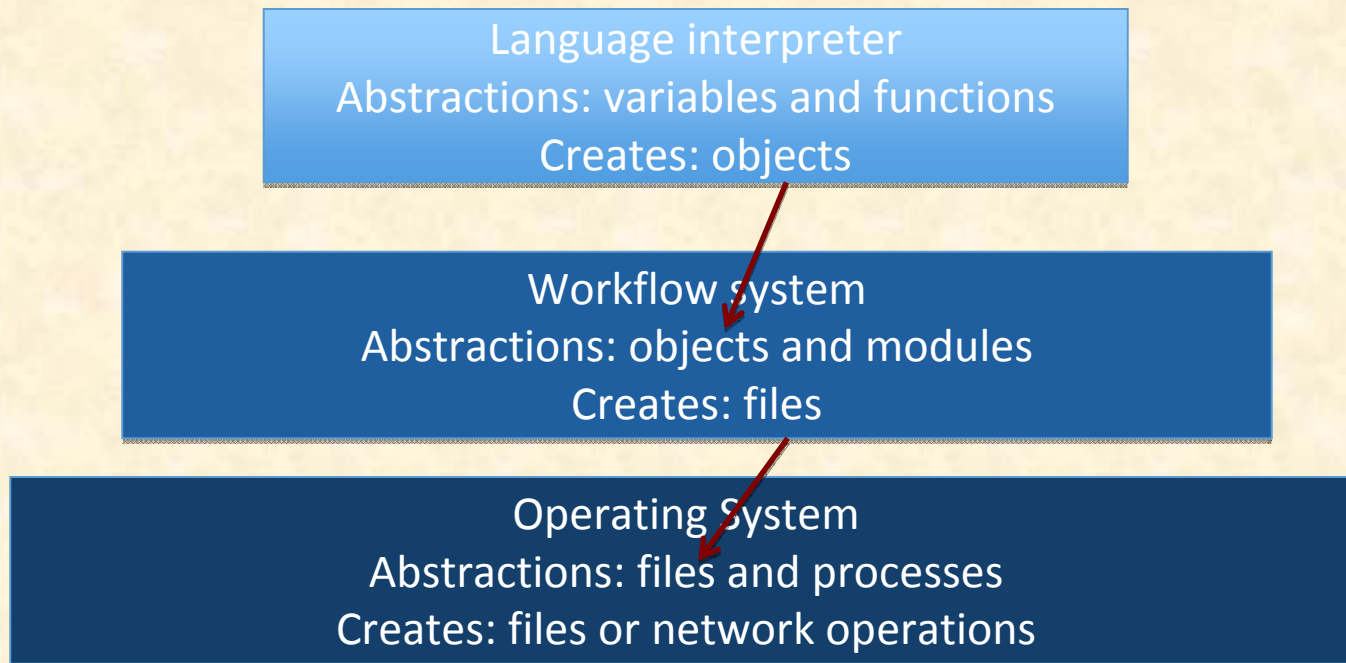 Language interpreter
Abstractions: variables and functions
Creates: objects
Workflow system
Abstractions: objects and modules
Creates: files
Operating System
Abstractions: files and processes
Creates: files or network operations